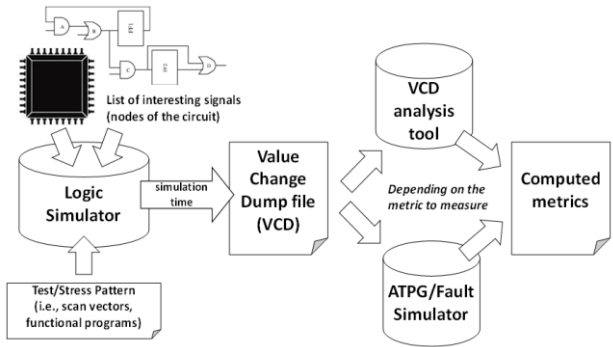 A
B
FF1
C
FF2
D
List of interesting signals
(nodes of the circuit)
Logic
Simulator
simulation
time
Value
Change
Dump file
(VCD)
VCD
analysis
tool
Depending on the
metric to measure
ATPG/Fault
Simulator
Computed
metrics
Test/Stress Pattern
(i.e., scan vectors,
functional programs)